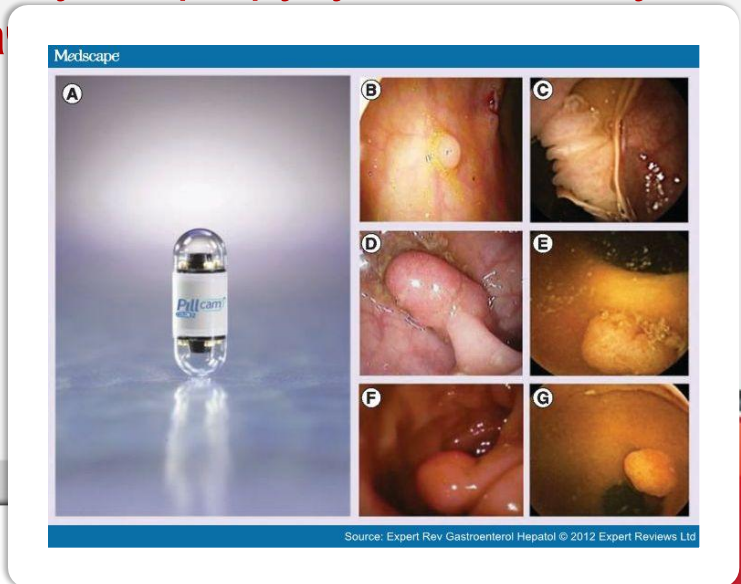 Medscape
A
B
C
D
E
F
G
Pillcam
Source: Expert Rev Gastroenterol Hepatol © 2012 Expert Reviews Ltd